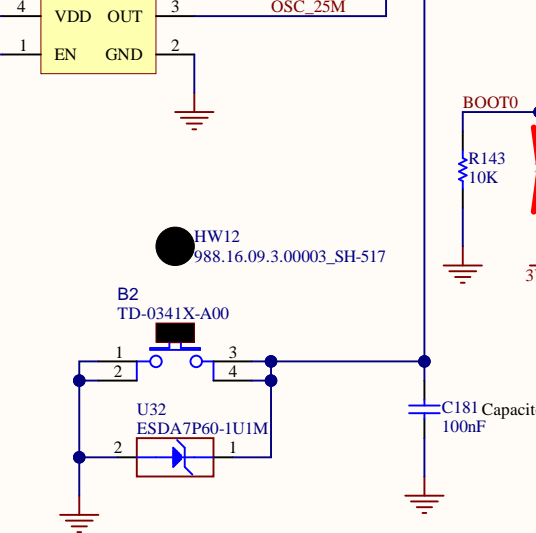 4 VDD OUT 3
OSC_25M
1 EN GND 2
BOOT0
R143
10K
HW12
988.16.09.3.00003_SH-517
B2
TD-0341X-A00
1 3
2 4
U32
ESDA7P60-1U1M
2 1
C181 Capacit
100nF